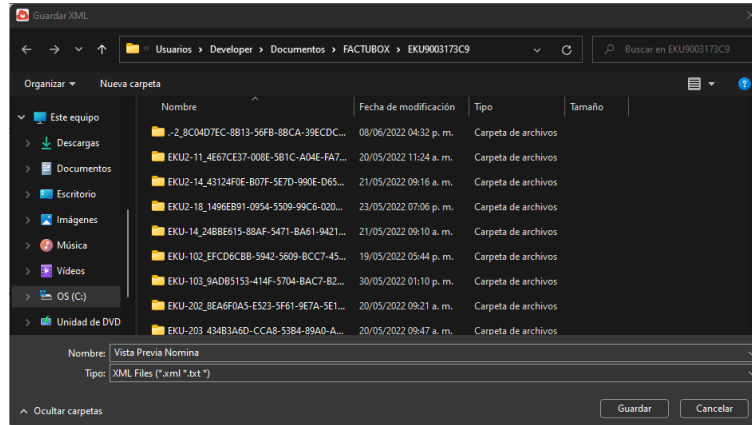 Guardar XML
Usuarios › Developer › Documentos › FACTUBOX › EKU9003173C9
Buscar en EKU9003173C9
Organizar Nueva carpeta
Nombre Fecha de modificación Tipo Tamaño
Este equipo
.-2_8C04D7EC-8B13-56FB-8BCA-39ECDC... 08/06/2022 04:32 p. m. Carpeta de archivos
Descargas
EKU2-11_4E67CE37-008E-5B1C-A04E-FA7... 20/05/2022 11:24 a. m. Carpeta de archivos
Documentos
EKU2-14_43124F0E-B07F-5E7D-990E-D65... 21/05/2022 09:16 a. m. Carpeta de archivos
Escritorio
EKU2-18_1496EB91-0954-5509-99C6-020... 23/05/2022 07:06 p. m. Carpeta de archivos
Imágenes
EKU-14_24BBE615-88AF-5471-BA61-9421... 21/05/2022 09:10 a. m. Carpeta de archivos
Música
EKU-102_EFCD6CBB-5942-5609-BCC7-45... 19/05/2022 05:44 p. m. Carpeta de archivos
Vídeos
EKU-103_9ADB5153-414F-5704-BAC7-B2... 30/05/2022 01:10 p. m. Carpeta de archivos
OS (C:)
EKU-202_8EA6F0A5-E523-5F61-9E7A-5E1... 20/05/2022 09:21 a. m. Carpeta de archivos
Unidad de DVD
EKU-203_434B3A6D-CCA8-53B4-89A0-A... 20/05/2022 09:47 a. m. Carpeta de archivos
Nombre: Vista Previa Nomina
Tipo: XML Files (*.xml *.txt *)
Ocultar carpetas
Guardar Cancelar